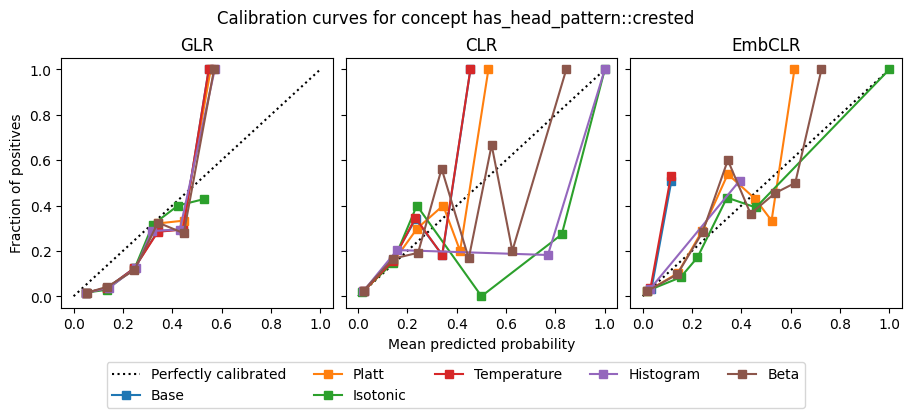 Calibration curves for concept has_head_pattern::crested
GLR
CLR
EmbCLR
Fraction of positives
1.0
0.8
0.6
0.4
0.2
0.0
0.0 0.2 0.4 0.6 0.8 1.0
0.0 0.2 0.4 0.6 0.8 1.0
0.0 0.2 0.4 0.6 0.8 1.0
Mean predicted probability
Perfectly calibrated
Base
Platt
Isotonic
Temperature
Histogram
Beta